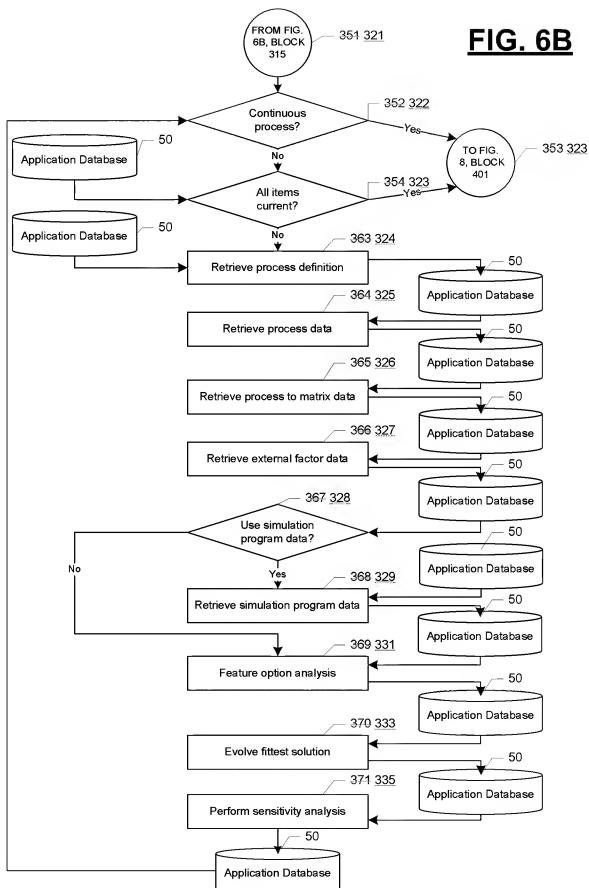 FIG. 6B
FROM FIG.
6B, BLOCK
315
351 321
Continuous
process?
352 322
Yes
TO FIG.
8, BLOCK
401
353 323
No
50
Application Database
All items
current?
354 323
Yes
No
50
Application Database
363 324
Retrieve process definition
50
Application Database
364 325
Retrieve process data
50
Application Database
365 326
Retrieve process to matrix data
50
Application Database
366 327
Retrieve external factor data
50
Application Database
367 328
Use simulation
program data?
No
Yes
50
Application Database
368 329
Retrieve simulation program data
50
Application Database
369 331
Feature option analysis
50
Application Database
370 333
Evolve fittest solution
50
Application Database
371 335
Perform sensitivity analysis
50
Application Database